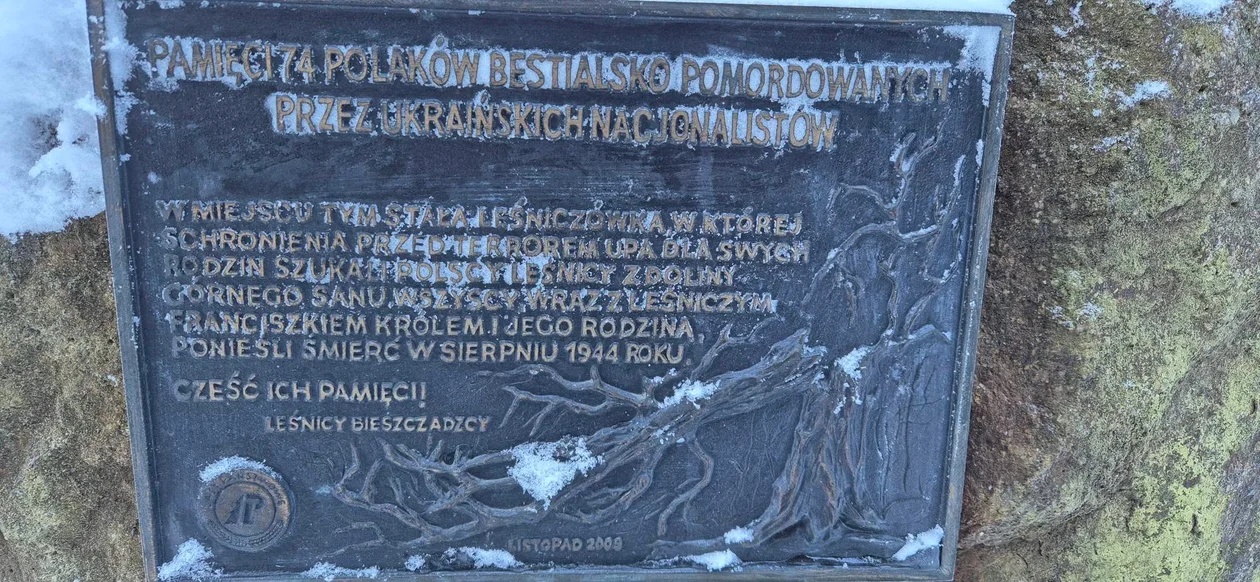 PAMIĘCI 74 POLAKÓW BESTIALSKO POMORDOWANYCH
PRZEZ UKRAIŃSKICH NACJONALISTÓW
W MIEJSCU TYM STAŁA LEŚNICZÓWKA, W KTÓREJ
SCHRONIENIA PRZED TERROREM UPA DLA SWYCH
RODZIN SZUKALI POLSCY LEŚNICY Z DOLINY
GÓRNEGO SANU. WSZYSCY WRAZ Z LEŚNICZYM
FRANCISZKIEM KRÓLEM I JEGO RODZINĄ,
PONIEŚLI ŚMIERĆ W SIERPNIU 1944 ROKU.
CZEŚĆ ICH PAMIĘCI!
LEŚNICY BIESZCZADZCY
LISTOPAD 2008